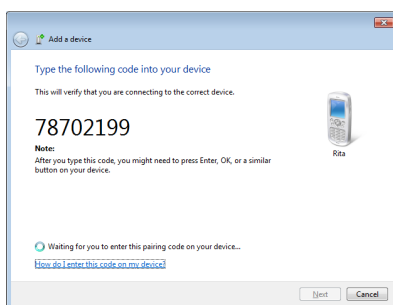 Add a device
Type the following code into your device
This will verify that you are connecting to the correct device.
78702199
Note:
After you type this code, you might need to press Enter, OK, or a similar
button on your device.
Rita
Waiting for you to enter this pairing code on your device...
How do I enter this code on my device?
Next Cancel